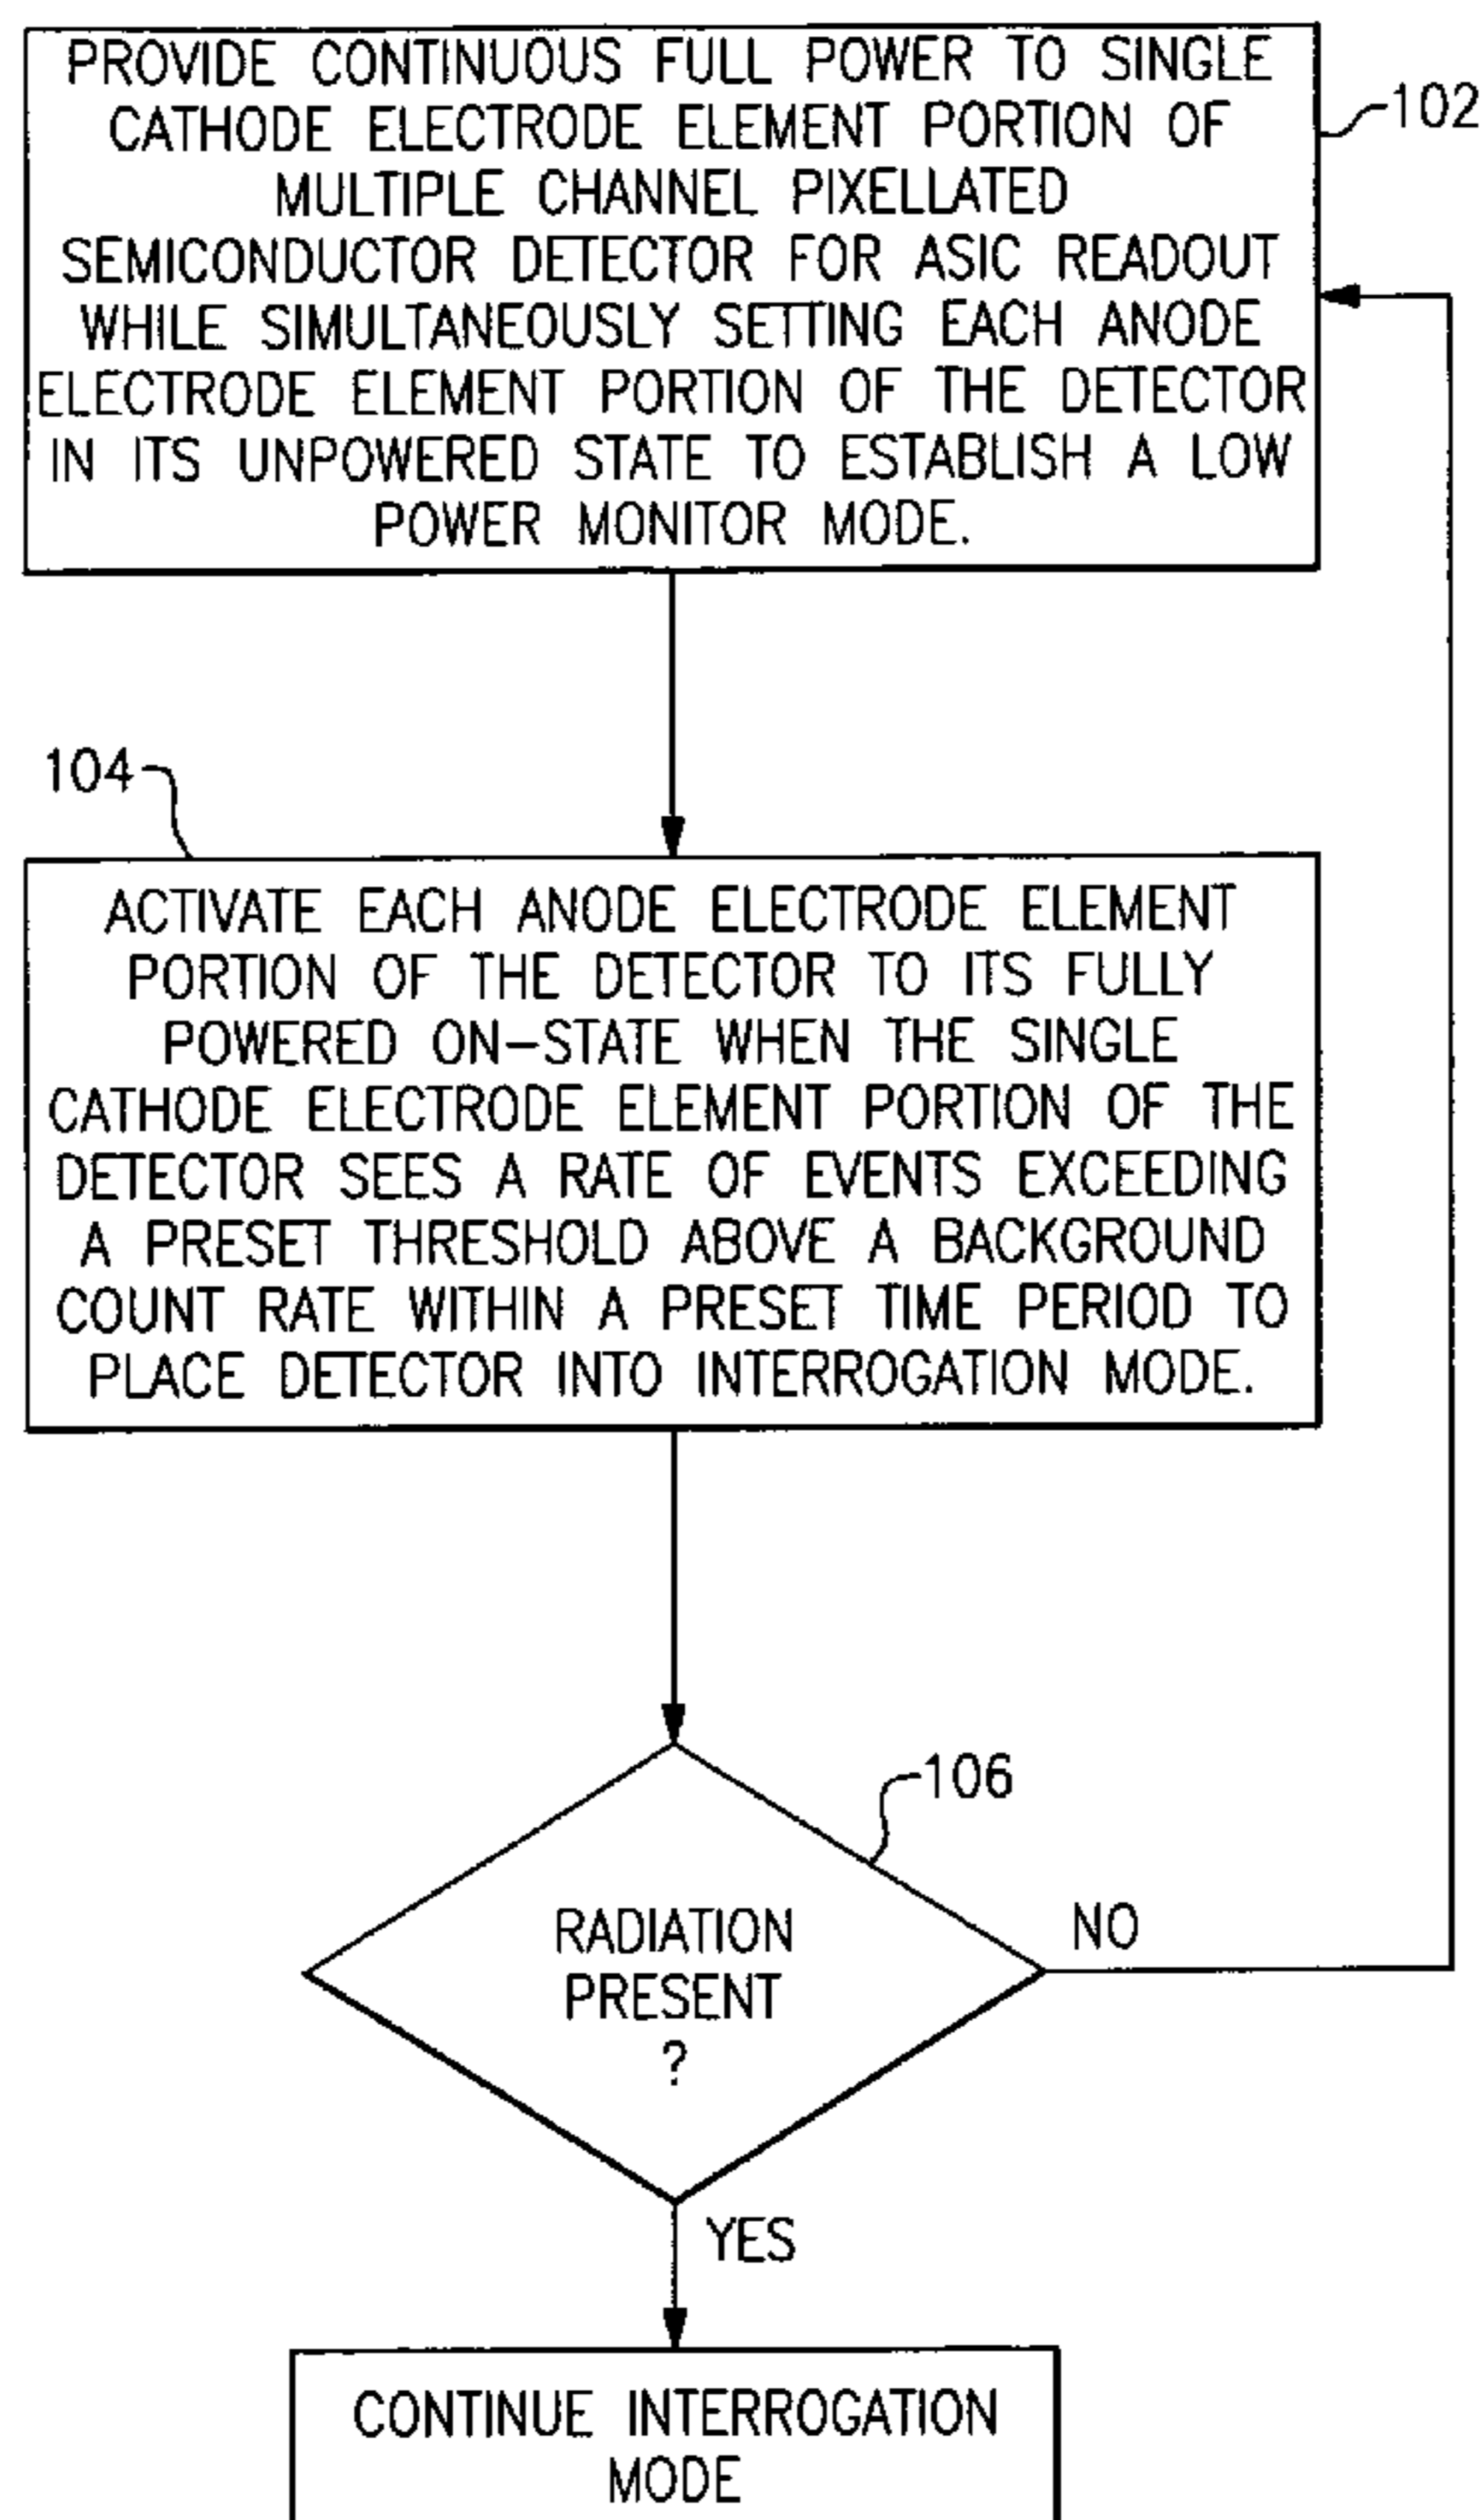 PROVIDE CONTINUOUS FULL POWER TO SINGLE
CATHODE ELECTRODE ELEMENT PORTION OF
MULTIPLE CHANNEL PIXELLATED
SEMICONDUCTOR DETECTOR FOR ASIC READOUT
WHILE SIMULTANEOUSLY SETTING EACH ANODE
ELECTRODE ELEMENT PORTION OF THE DETECTOR
IN ITS UNPOWERED STATE TO ESTABLISH A LOW
POWER MONITOR MODE.
102
104
ACTIVATE EACH ANODE ELECTRODE ELEMENT
PORTION OF THE DETECTOR TO ITS FULLY
POWERED ON-STATE WHEN THE SINGLE
CATHODE ELECTRODE ELEMENT PORTION OF THE
DETECTOR SEES A RATE OF EVENTS EXCEEDING
A PRESET THRESHOLD ABOVE A BACKGROUND
COUNT RATE WITHIN A PRESET TIME PERIOD TO
PLACE DETECTOR INTO INTERROGATION MODE.
106
RADIATION
PRESENT
?
NO
YES
CONTINUE INTERROGATION
MODE